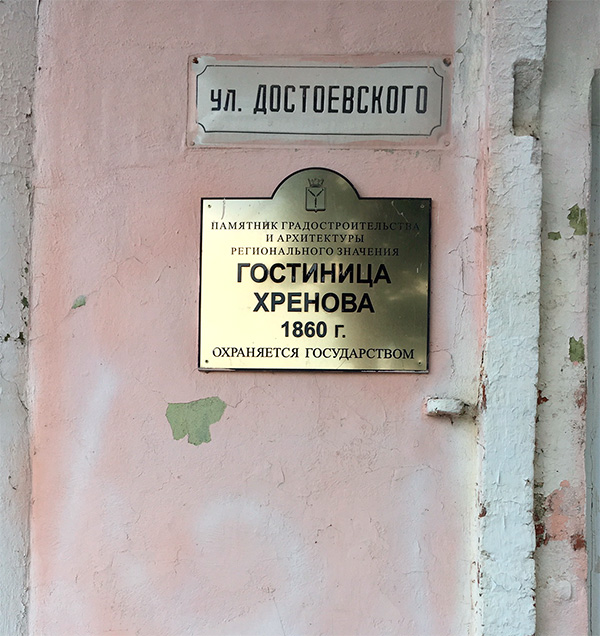 ул. ДОСТОЕВСКОГО
ПАМЯТНИК ГРАДОСТРОИТЕЛЬСТВА
И АРХИТЕКТУРЫ
РЕГИОНАЛЬНОГО ЗНАЧЕНИЯ
ГОСТИНИЦА
ХРЕНОВА
1860 г.
ОХРАНЯЕТСЯ ГОСУДАРСТВОМ